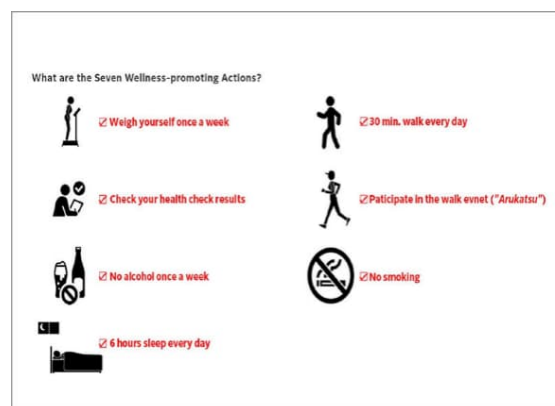 What are the Seven Wellness-promoting Actions?
☑ Weigh yourself once a week
☑ 30 min. walk every day
☑ Check your health check results
☑ Paticipate in the walk evnet ("Arukatsu")
☑ No alcohol once a week
☑ No smoking
☑ 6 hours sleep every day